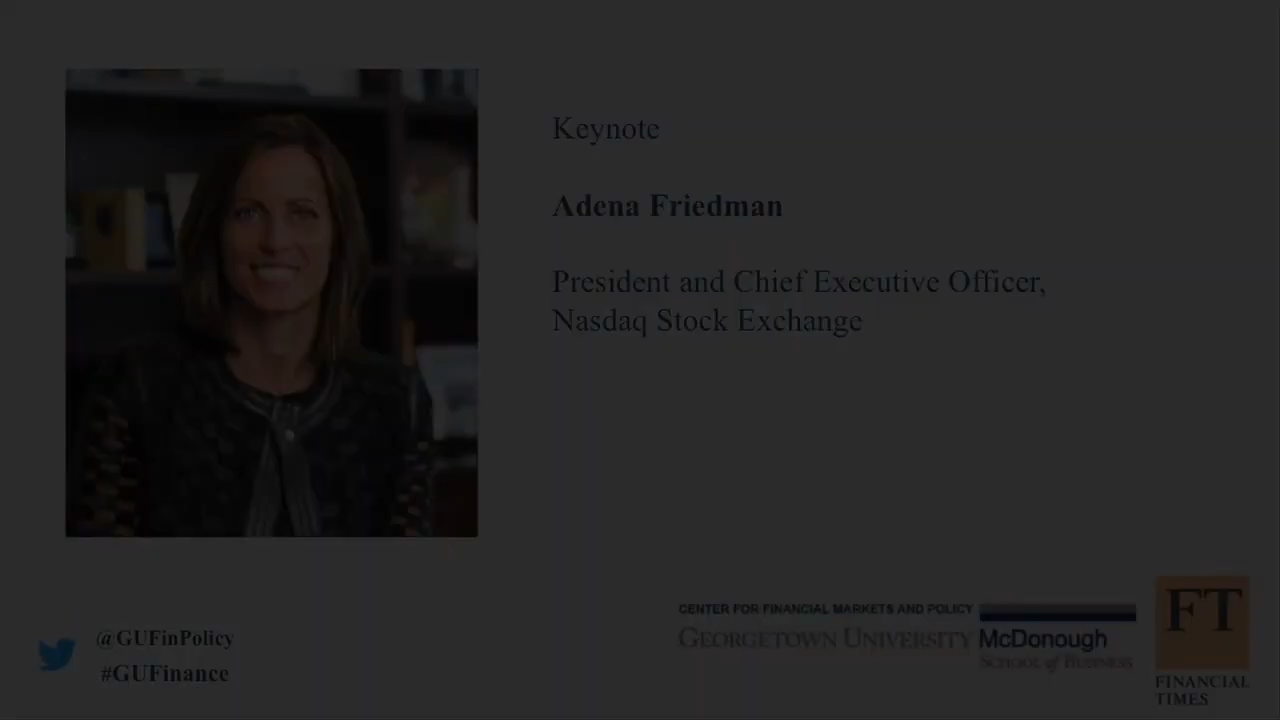 Keynote
Adena Friedman
President and Chief Executive Officer,
Nasdaq Stock Exchange
@GUFinPolicy
#GUFinance
CENTER FOR FINANCIAL MARKETS AND POLICY
GEORGETOWN UNIVERSITY
McDonough
SCHOOL of BUSINESS
FT
FINANCIAL
TIMES